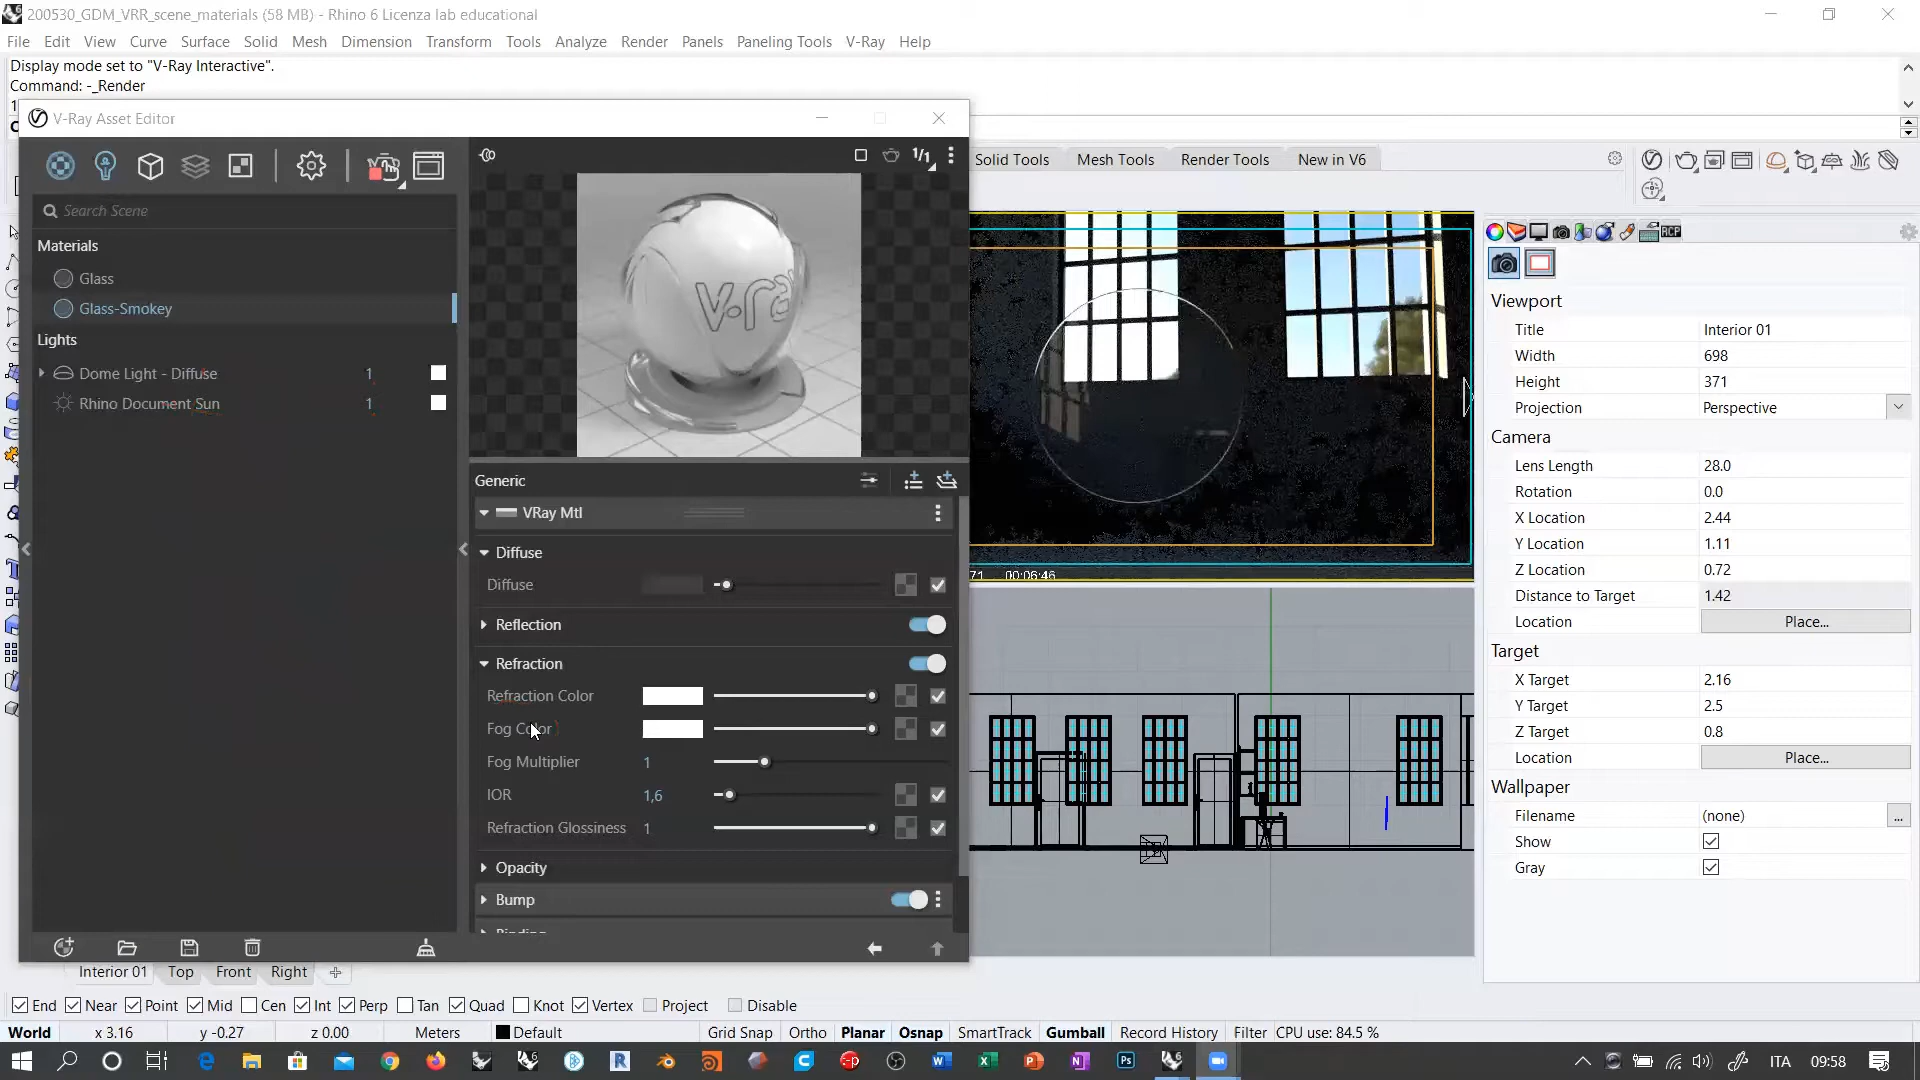 200530_GDM_VRR_scene_materials (58 MB) - Rhino 6 Licenza lab educational
File Edit View Curve Surface Solid Mesh Dimension Transform Tools Analyze Render Panels Paneling Tools V-Ray Help
Display mode set to "V-Ray Interactive".
Command: -_Render
V-Ray Asset Editor
1/1
Solid Tools Mesh Tools Render Tools New in V6
RCP
Search Scene
Materials
Glass
Glass-Smokey
Lights
Dome Light - Diffuse 1
Rhino Document Sun 1
Generic
VRay Mtl
Diffuse
Diffuse
Reflection
Refraction
Refraction Color
Fog Color
Fog Multiplier 1
IOR 1,6
Refraction Glossiness 1
Opacity
Bump
00:06:46
Viewport
Title Interior 01
Width 698
Height 371
Projection Perspective
Camera
Lens Length 28.0
Rotation 0.0
X Location 2.44
Y Location 1.11
Z Location 0.72
Distance to Target 1.42
Location Place...
Target
X Target 2.16
Y Target 2.5
Z Target 0.8
Location Place...
Wallpaper
Filename (none) ...
Show
Gray
Interior 01 Top Front Right
End Near Point Mid Cen Int Perp Tan Quad Knot Vertex Project Disable
World x 3.16 y -0.27 z 0.00 Meters Default Grid Snap Ortho Planar Osnap SmartTrack Gumball Record History Filter CPU use: 84.5 %
ITA 09:58